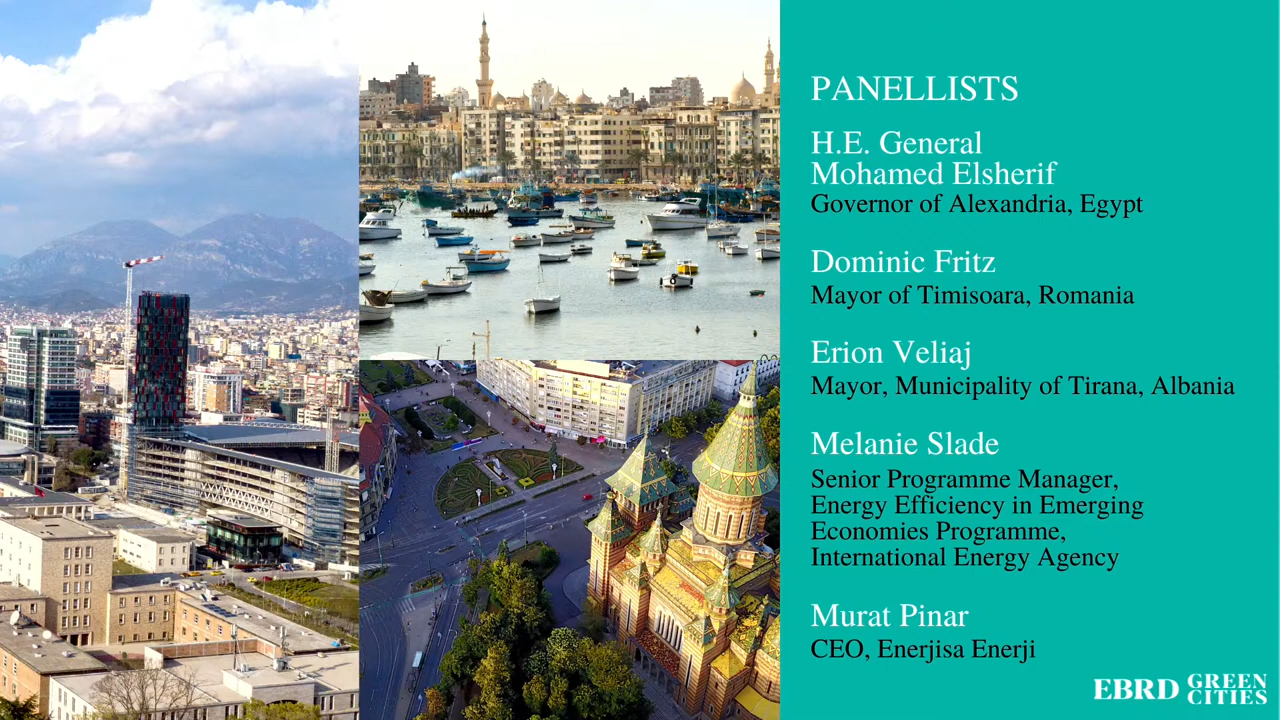 PANELLISTS
H.E. General
Mohamed Elsherif
Governor of Alexandria, Egypt
Dominic Fritz
Mayor of Timisoara, Romania
Erion Veliaj
Mayor, Municipality of Tirana, Albania
Melanie Slade
Senior Programme Manager,
Energy Efficiency in Emerging
Economies Programme,
International Energy Agency
Murat Pinar
CEO, Enerjisa Enerji
EBRD GREEN
CITIES